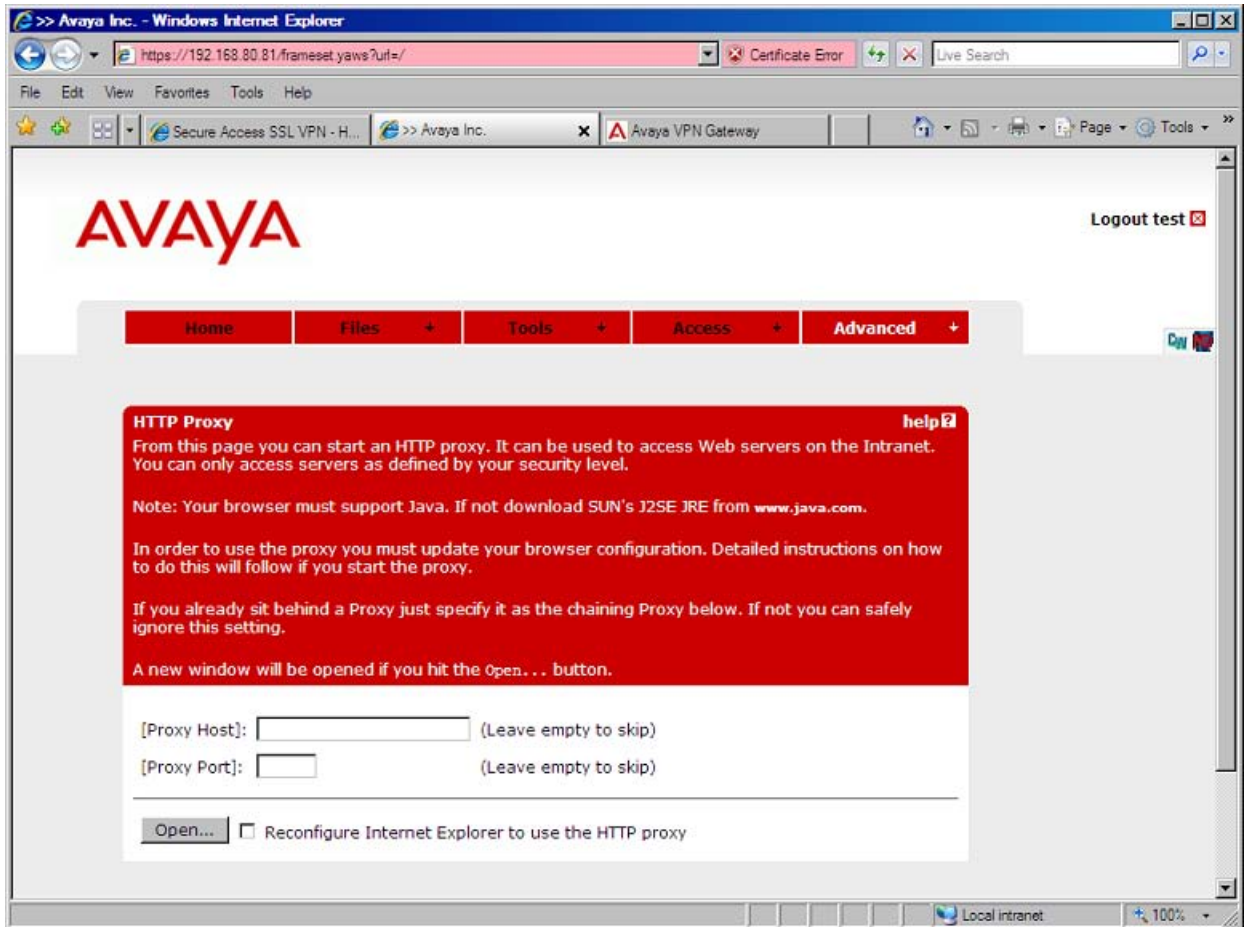 >> Avaya Inc. - Windows Internet Explorer
https://192.168.80.81/frameset.yaws?url=/
Certificate Error
Live Search
File Edit View Favorites Tools Help
Secure Access SSL VPN - H...
>> Avaya Inc.
Avaya VPN Gateway
Page
Tools
AVAYA
Logout test
Home
Files +
Tools +
Access +
Advanced +
HTTP Proxy
help?
From this page you can start an HTTP proxy. It can be used to access Web servers on the Intranet.
You can only access servers as defined by your security level.
Note: Your browser must support Java. If not download SUN's J2SE JRE from www.java.com.
In order to use the proxy you must update your browser configuration. Detailed instructions on how
to do this will follow if you start the proxy.
If you already sit behind a Proxy just specify it as the chaining Proxy below. If not you can safely
ignore this setting.
A new window will be opened if you hit the Open... button.
[Proxy Host]: (Leave empty to skip)
[Proxy Port]: (Leave empty to skip)
Open... Reconfigure Internet Explorer to use the HTTP proxy
Local intranet
100%